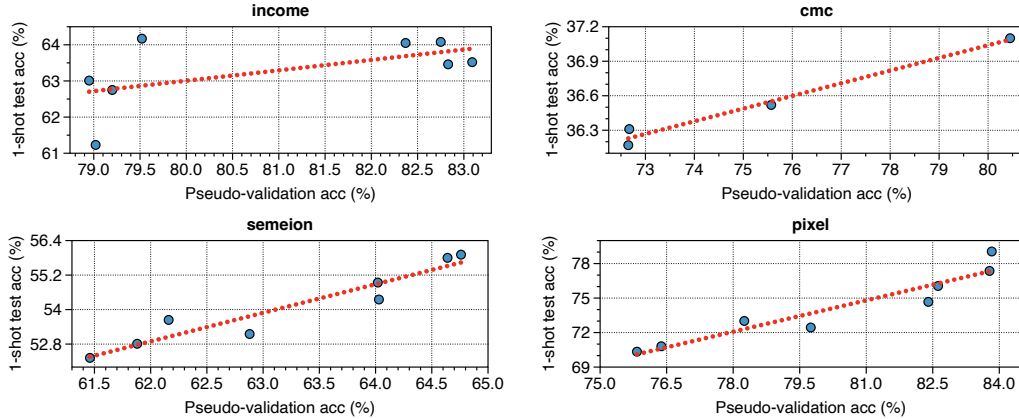 income
1-shot test acc (%)
64
63
62
61
79.0 79.5 80.0 80.5 81.0 81.5 82.0 82.5 83.0
Pseudo-validation acc (%)
cmc
1-shot test acc (%)
37.2
36.9
36.6
36.3
73 74 75 76 77 78 79 80
Pseudo-validation acc (%)
semeion
1-shot test acc (%)
56.4
55.2
54
52.8
61.5 62.0 62.5 63.0 63.5 64.0 64.5 65.0
Pseudo-validation acc (%)
pixel
1-shot test acc (%)
78
75
72
69
75.0 76.5 78.0 79.5 81.0 82.5 84.0
Pseudo-validation acc (%)